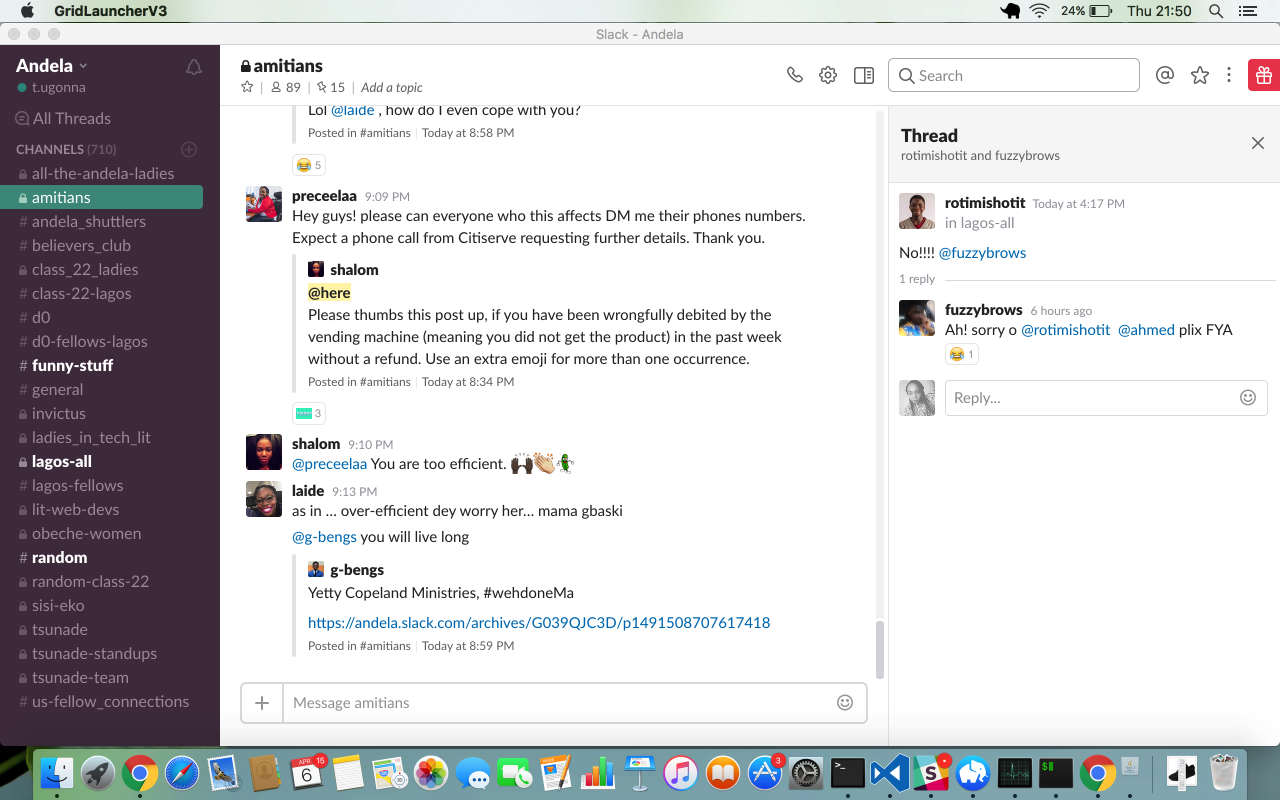 GridLauncherV3
24%
Thu 21:50
Slack - Andela
Andela
t.ugonna
All Threads
CHANNELS (710)
all-the-andela-ladies
amitians
# andela_shuttlers
# believers_club
class_22_ladies
# class-22-lagos
# d0
# d0-fellows-lagos
# funny-stuff
# general
invictus
ladies_in_tech_lit
lagos-all
# lagos-fellows
lit-web-devs
obeche-women
# random
random-class-22
sisi-eko
tsunade
tsunade-standups
tsunade-team
# us-fellow_connections
amitians
89 | 15 | Add a topic
Search
Lol @laide , how do I even cope with you?
Posted in #amitians | Today at 8:58 PM
5
preceelaa 9:09 PM
Hey guys! please can everyone who this affects DM me their phones numbers.
Expect a phone call from Citiserve requesting further details. Thank you.
shalom
@here
Please thumbs this post up, if you have been wrongfully debited by the
vending machine (meaning you did not get the product) in the past week
without a refund. Use an extra emoji for more than one occurrence.
Posted in #amitians | Today at 8:34 PM
3
shalom 9:10 PM
@preceelaa You are too efficient. 🙌🏿👏🏼
laide 9:13 PM
as in ... over-efficient dey worry her... mama gbaski
@g-bengs you will live long
g-bengs
Yetty Copeland Ministries, #wehdoneMa
https://andela.slack.com/archives/G039QJC3D/p1491508707617418
Posted in #amitians | Today at 8:59 PM
Message amitians
Thread
rotimishotit and fuzzybrows
rotimishotit Today at 4:17 PM
in lagos-all
No!!!! @fuzzybrows
1 reply
fuzzybrows 6 hours ago
Ah! sorry o @rotimishotit @ahmed plix FYA
😂 1
Reply...
APR
6
15
3